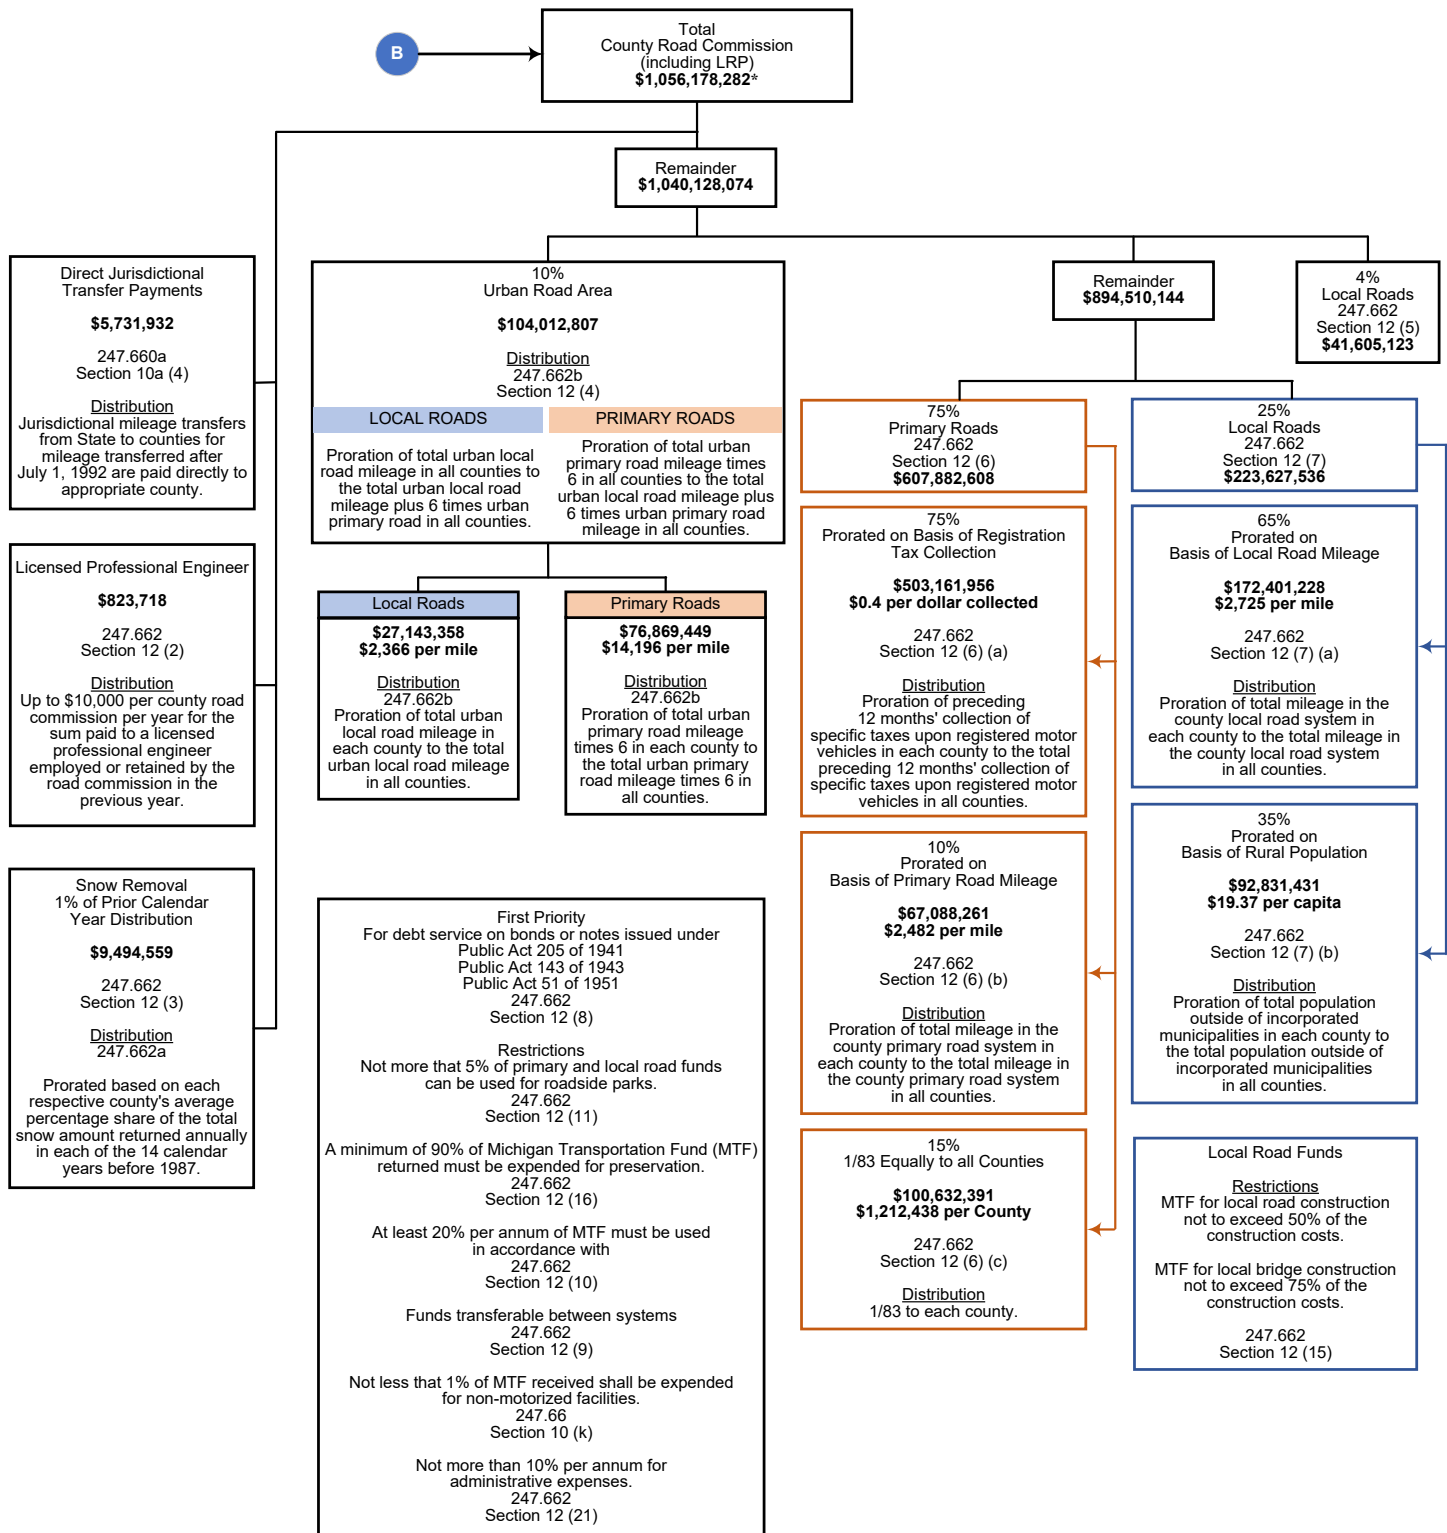 B
Total
County Road Commission
(including LRP)
$1,056,178,282*
Remainder
$1,040,128,074
Direct Jurisdictional
Transfer Payments
$5,731,932
247.660a
Section 10a (4)
Distribution
Jurisdictional mileage transfers
from State to counties for
mileage transferred after
July 1, 1992 are paid directly to
appropriate county.
Licensed Professional Engineer
$823,718
247.662
Section 12 (2)
Distribution
Up to $10,000 per county road
commission per year for the
sum paid to a licensed
professional engineer
employed or retained by the
road commission in the
previous year.
Snow Removal
1% of Prior Calendar
Year Distribution
$9,494,559
247.662
Section 12 (3)
Distribution
247.662a
Prorated based on each
respective county's average
percentage share of the total
snow amount returned annually
in each of the 14 calendar
years before 1987.
10%
Urban Road Area
$104,012,807
Distribution
247.662b
Section 12 (4)
LOCAL ROADS
Proration of total urban local
road mileage in all counties to
the total urban local road
mileage plus 6 times urban
primary road in all counties.
PRIMARY ROADS
Proration of total urban
primary road mileage times
6 in all counties to the total
urban local road mileage plus
6 times urban primary road
mileage in all counties.
Local Roads
$27,143,358
$2,366 per mile
Distribution
247.662b
Proration of total urban
local road mileage in
each county to the total
urban local road mileage
in all counties.
Primary Roads
$76,869,449
$14,196 per mile
Distribution
247.662b
Proration of total urban
primary road mileage
times 6 in each county to
the total urban primary
road mileage times 6 in
all counties.
First Priority
For debt service on bonds or notes issued under
Public Act 205 of 1941
Public Act 143 of 1943
Public Act 51 of 1951
247.662
Section 12 (8)
Restrictions
Not more that 5% of primary and local road funds
can be used for roadside parks.
247.662
Section 12 (11)
A minimum of 90% of Michigan Transportation Fund (MTF)
returned must be expended for preservation.
247.662
Section 12 (16)
At least 20% per annum of MTF must be used
in accordance with
247.662
Section 12 (10)
Funds transferable between systems
247.662
Section 12 (9)
Not less that 1% of MTF received shall be expended
for non-motorized facilities.
247.66
Section 10 (k)
Not more than 10% per annum for
administrative expenses.
247.662
Section 12 (21)
Remainder
$894,510,144
4%
Local Roads
247.662
Section 12 (5)
$41,605,123
75%
Primary Roads
247.662
Section 12 (6)
$607,882,608
75%
Prorated on Basis of Registration
Tax Collection
$503,161,956
$0.4 per dollar collected
247.662
Section 12 (6) (a)
Distribution
Proration of preceding
12 months' collection of
specific taxes upon registered motor
vehicles in each county to the total
preceding 12 months' collection of
specific taxes upon registered motor
vehicles in all counties.
10%
Prorated on
Basis of Primary Road Mileage
$67,088,261
$2,482 per mile
247.662
Section 12 (6) (b)
Distribution
Proration of total mileage in the
county primary road system in
each county to the total mileage in
the county primary road system
in all counties.
15%
1/83 Equally to all Counties
$100,632,391
$1,212,438 per County
247.662
Section 12 (6) (c)
Distribution
1/83 to each county.
25%
Local Roads
247.662
Section 12 (7)
$223,627,536
65%
Prorated on
Basis of Local Road Mileage
$172,401,228
$2,725 per mile
247.662
Section 12 (7) (a)
Distribution
Proration of total mileage in the
county local road system in
each county to the total mileage in
the county local road system
in all counties.
35%
Prorated on
Basis of Rural Population
$92,831,431
$19.37 per capita
247.662
Section 12 (7) (b)
Distribution
Proration of total population
outside of incorporated
municipalities in each county to
the total population outside of
incorporated municipalities
in all counties.
Local Road Funds
Restrictions
MTF for local road construction
not to exceed 50% of the
construction costs.
MTF for local bridge construction
not to exceed 75% of the
construction costs.
247.662
Section 12 (15)